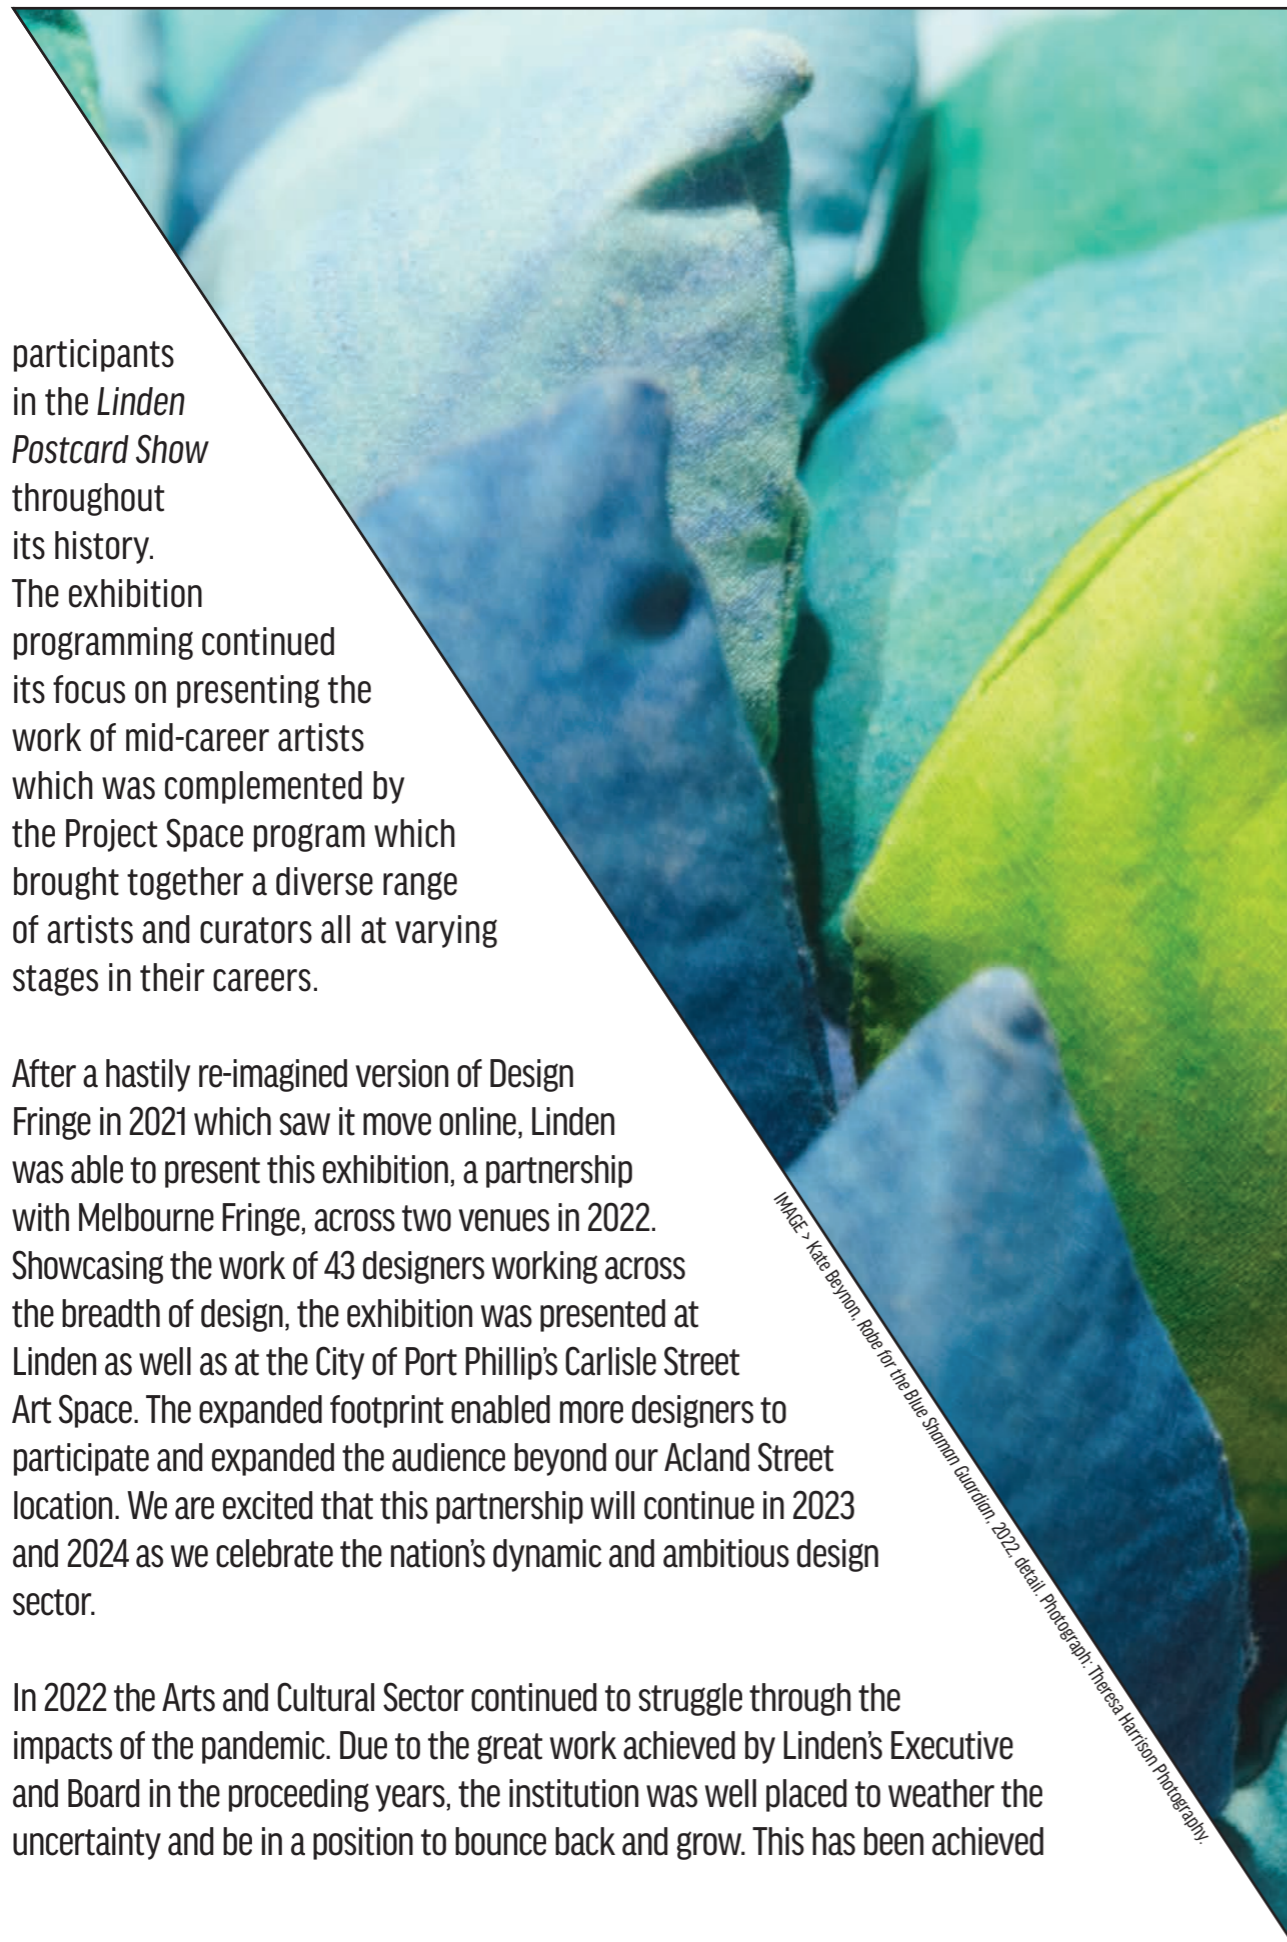 participants
in the Linden
Postcard Show
throughout
its history.
The exhibition
programming continued
its focus on presenting the
work of mid-career artists
which was complemented by
the Project Space program which
brought together a diverse range
of artists and curators all at varying
stages in their careers.
After a hastily re-imagined version of Design
Fringe in 2021 which saw it move online, Linden
was able to present this exhibition, a partnership
with Melbourne Fringe, across two venues in 2022.
Showcasing the work of 43 designers working across
the breadth of design, the exhibition was presented at
Linden as well as at the City of Port Phillip's Carlisle Street
Art Space. The expanded footprint enabled more designers to
participate and expanded the audience beyond our Acland Street
location. We are excited that this partnership will continue in 2023
and 2024 as we celebrate the nation's dynamic and ambitious design
sector.
In 2022 the Arts and Cultural Sector continued to struggle through the
impacts of the pandemic. Due to the great work achieved by Linden's Executive
and Board in the proceeding years, the institution was well placed to weather the
uncertainty and be in a position to bounce back and grow. This has been achieved
IMAGE > Kate Beynon, Robe for the Blue Shaman Guardian, 2022, detail. Photograph: Theresa Harrison Photography.